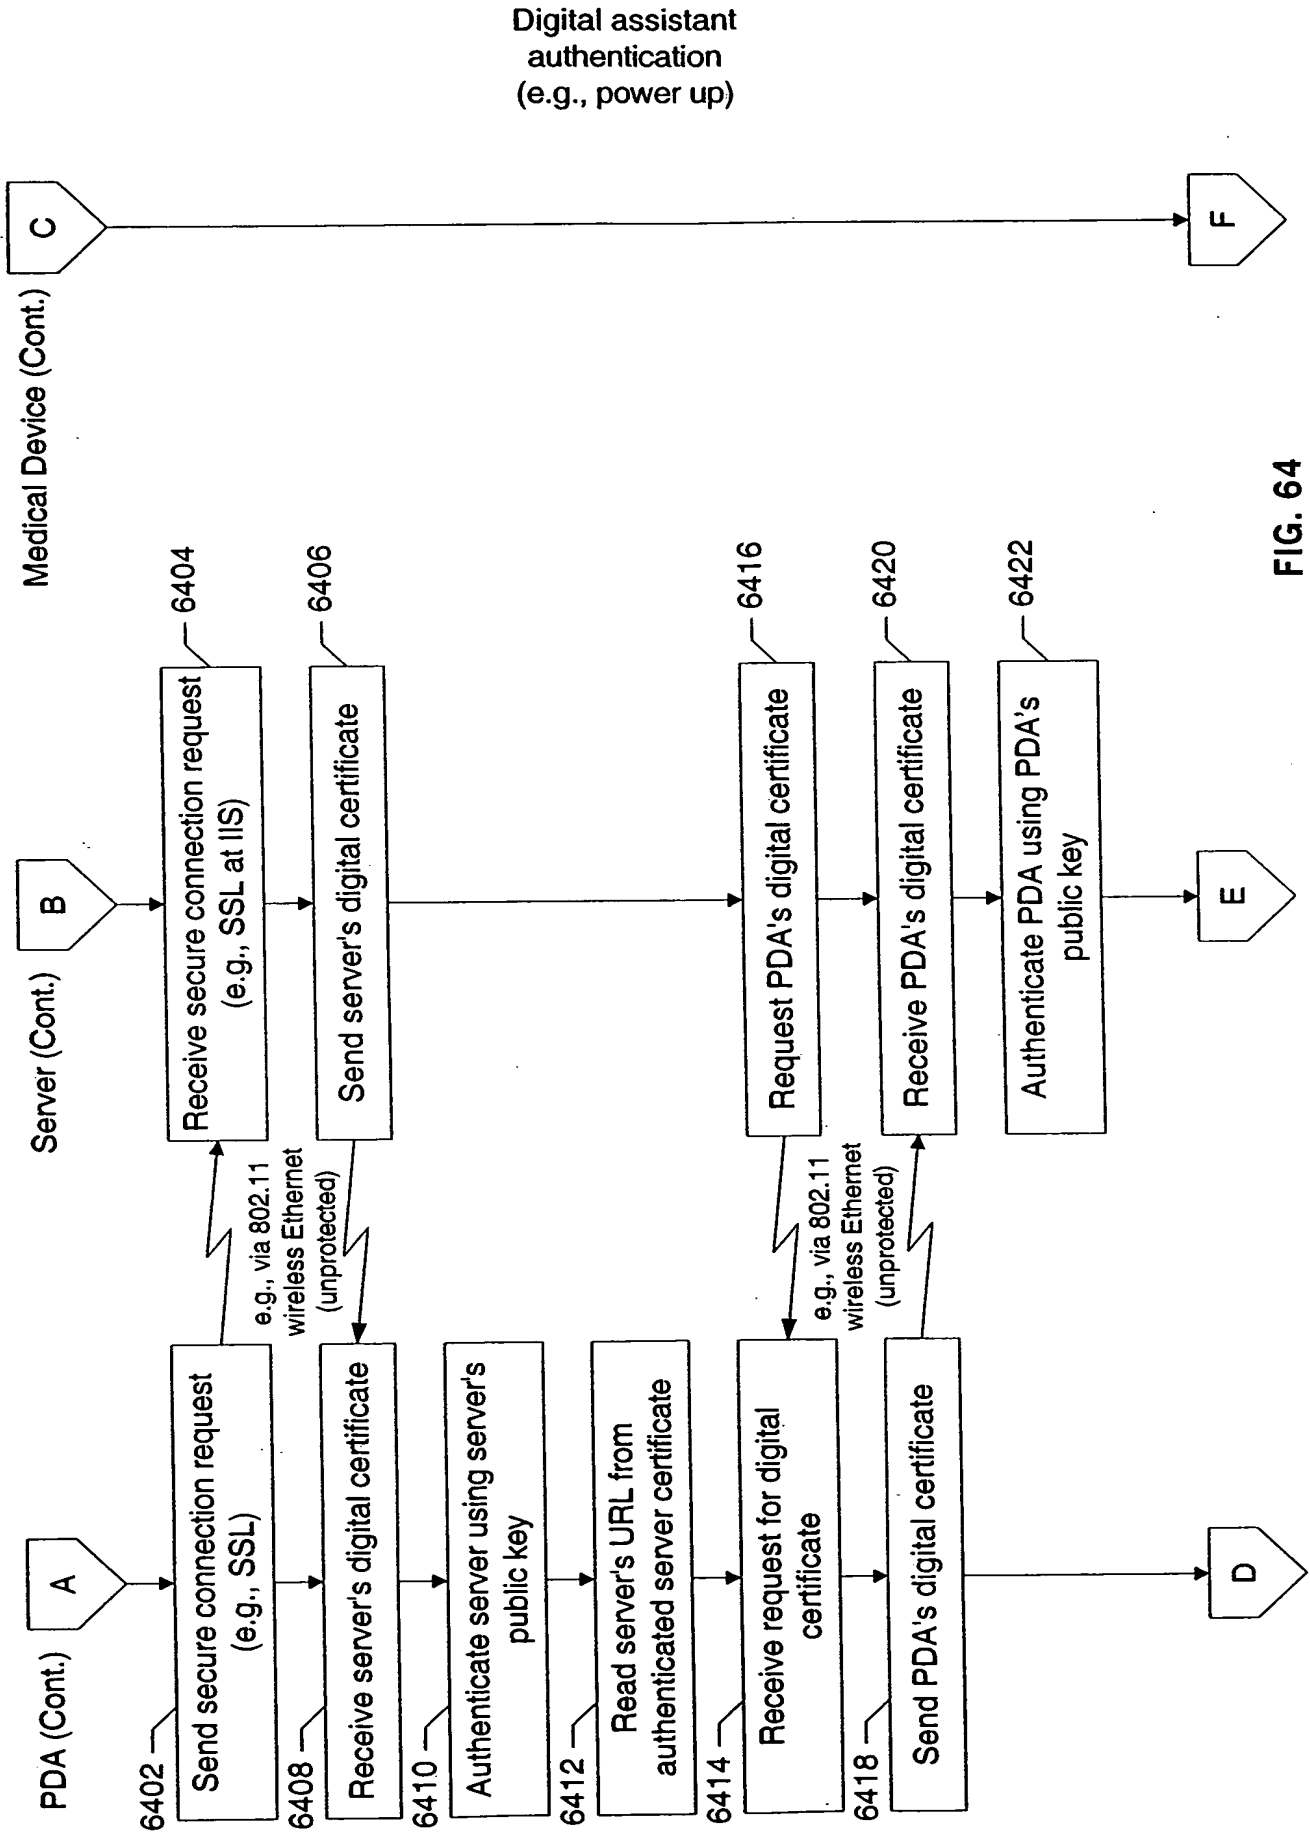 Digital assistant
authentication
(e.g., power up)
PDA (Cont.)
A
6402
Send secure connection request
(e.g., SSL)
6408
Receive server's digital certificate
6410
Authenticate server using server's
public key
6412
Read server's URL from
authenticated server certificate
6414
Receive request for digital
certificate
6418
Send PDA's digital certificate
D
e.g., via 802.11
wireless Ethernet
(unprotected)
e.g., via 802.11
wireless Ethernet
(unprotected)
Server (Cont.)
B
6404
Receive secure connection request
(e.g., SSL at IIS)
6406
Send server's digital certificate
6416
Request PDA's digital certificate
6420
Receive PDA's digital certificate
6422
Authenticate PDA using PDA's
public key
E
Medical Device (Cont.)
C
F
FIG. 64